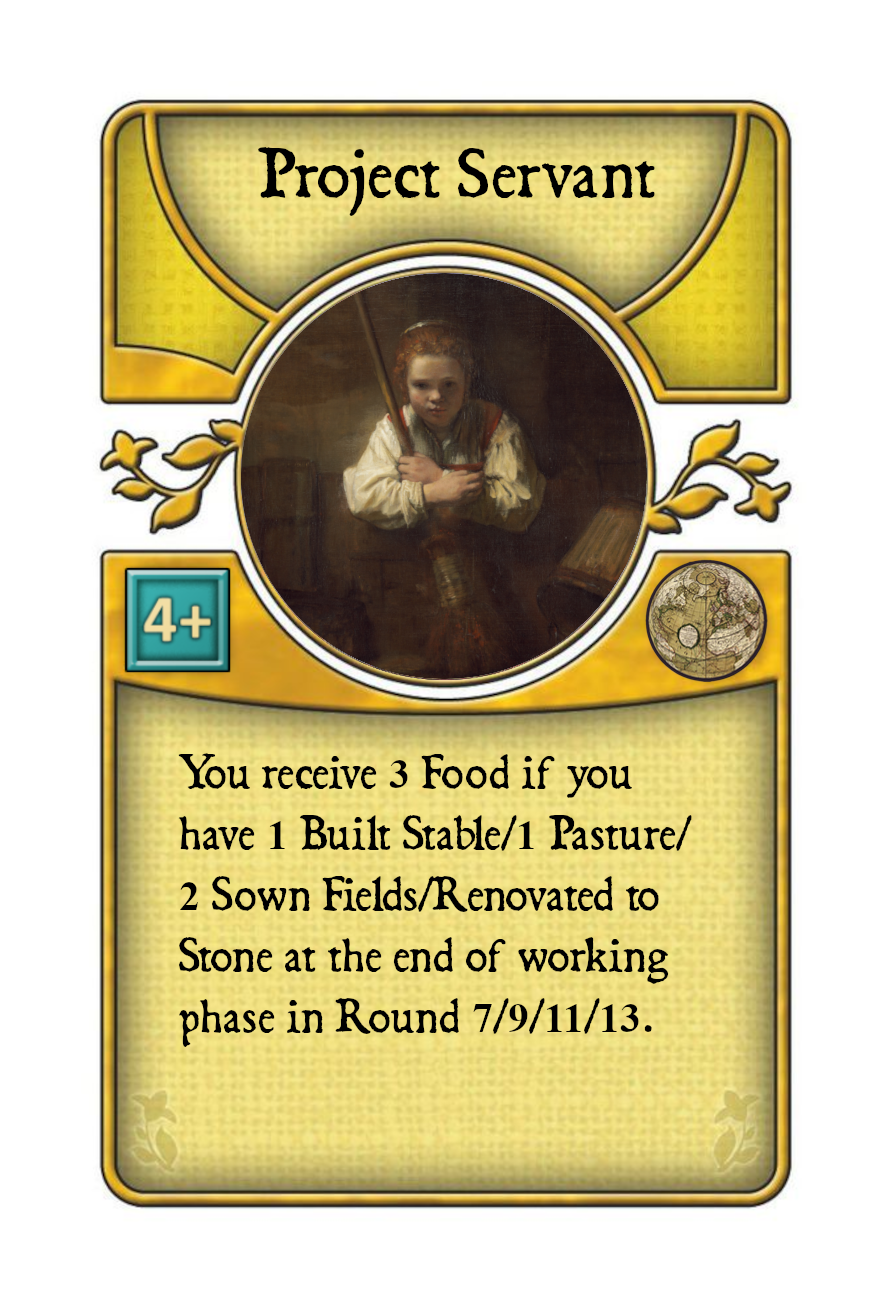 Project Servant
4+
You receive 3 Food if you
have 1 Built Stable/1 Pasture/
2 Sown Fields/Renovated to
Stone at the end of working
phase in Round 7/9/11/13.